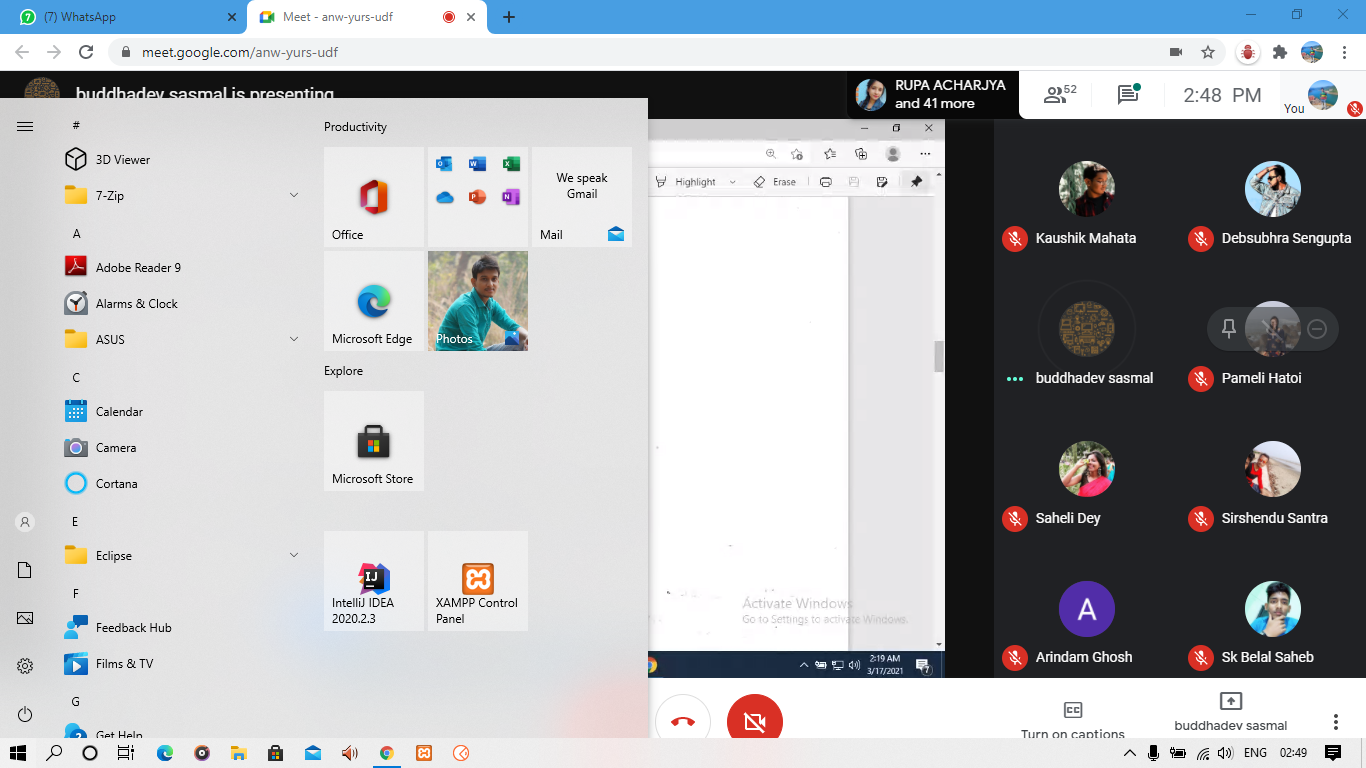 (7) WhatsApp
Meet - anw-yurs-udf
meet.google.com/anw-yurs-udf
buddhadev sasmal is presenting
RUPA ACHARJYA
and 41 more
52
2:48 PM
You
#
3D Viewer
7-Zip
A
Adobe Reader 9
Alarms & Clock
ASUS
C
Calendar
Camera
Cortana
E
Eclipse
F
Feedback Hub
Films & TV
G
Get Help
Productivity
Office
We speak
Gmail
Mail
Microsoft Edge
Photos
Explore
Microsoft Store
IntelliJ IDEA
2020.2.3
XAMPP Control
Panel
Highlight
Erase
Activate Windows
Go to Settings to activate Windows.
2:19 AM
3/17/2021
7
Kaushik Mahata
Debsubhra Sengupta
buddhadev sasmal
Pameli Hatoi
Saheli Dey
Sirshendu Santra
A
Arindam Ghosh
Sk Belal Saheb
Turn on captions
buddhadev sasmal
ENG
02:49